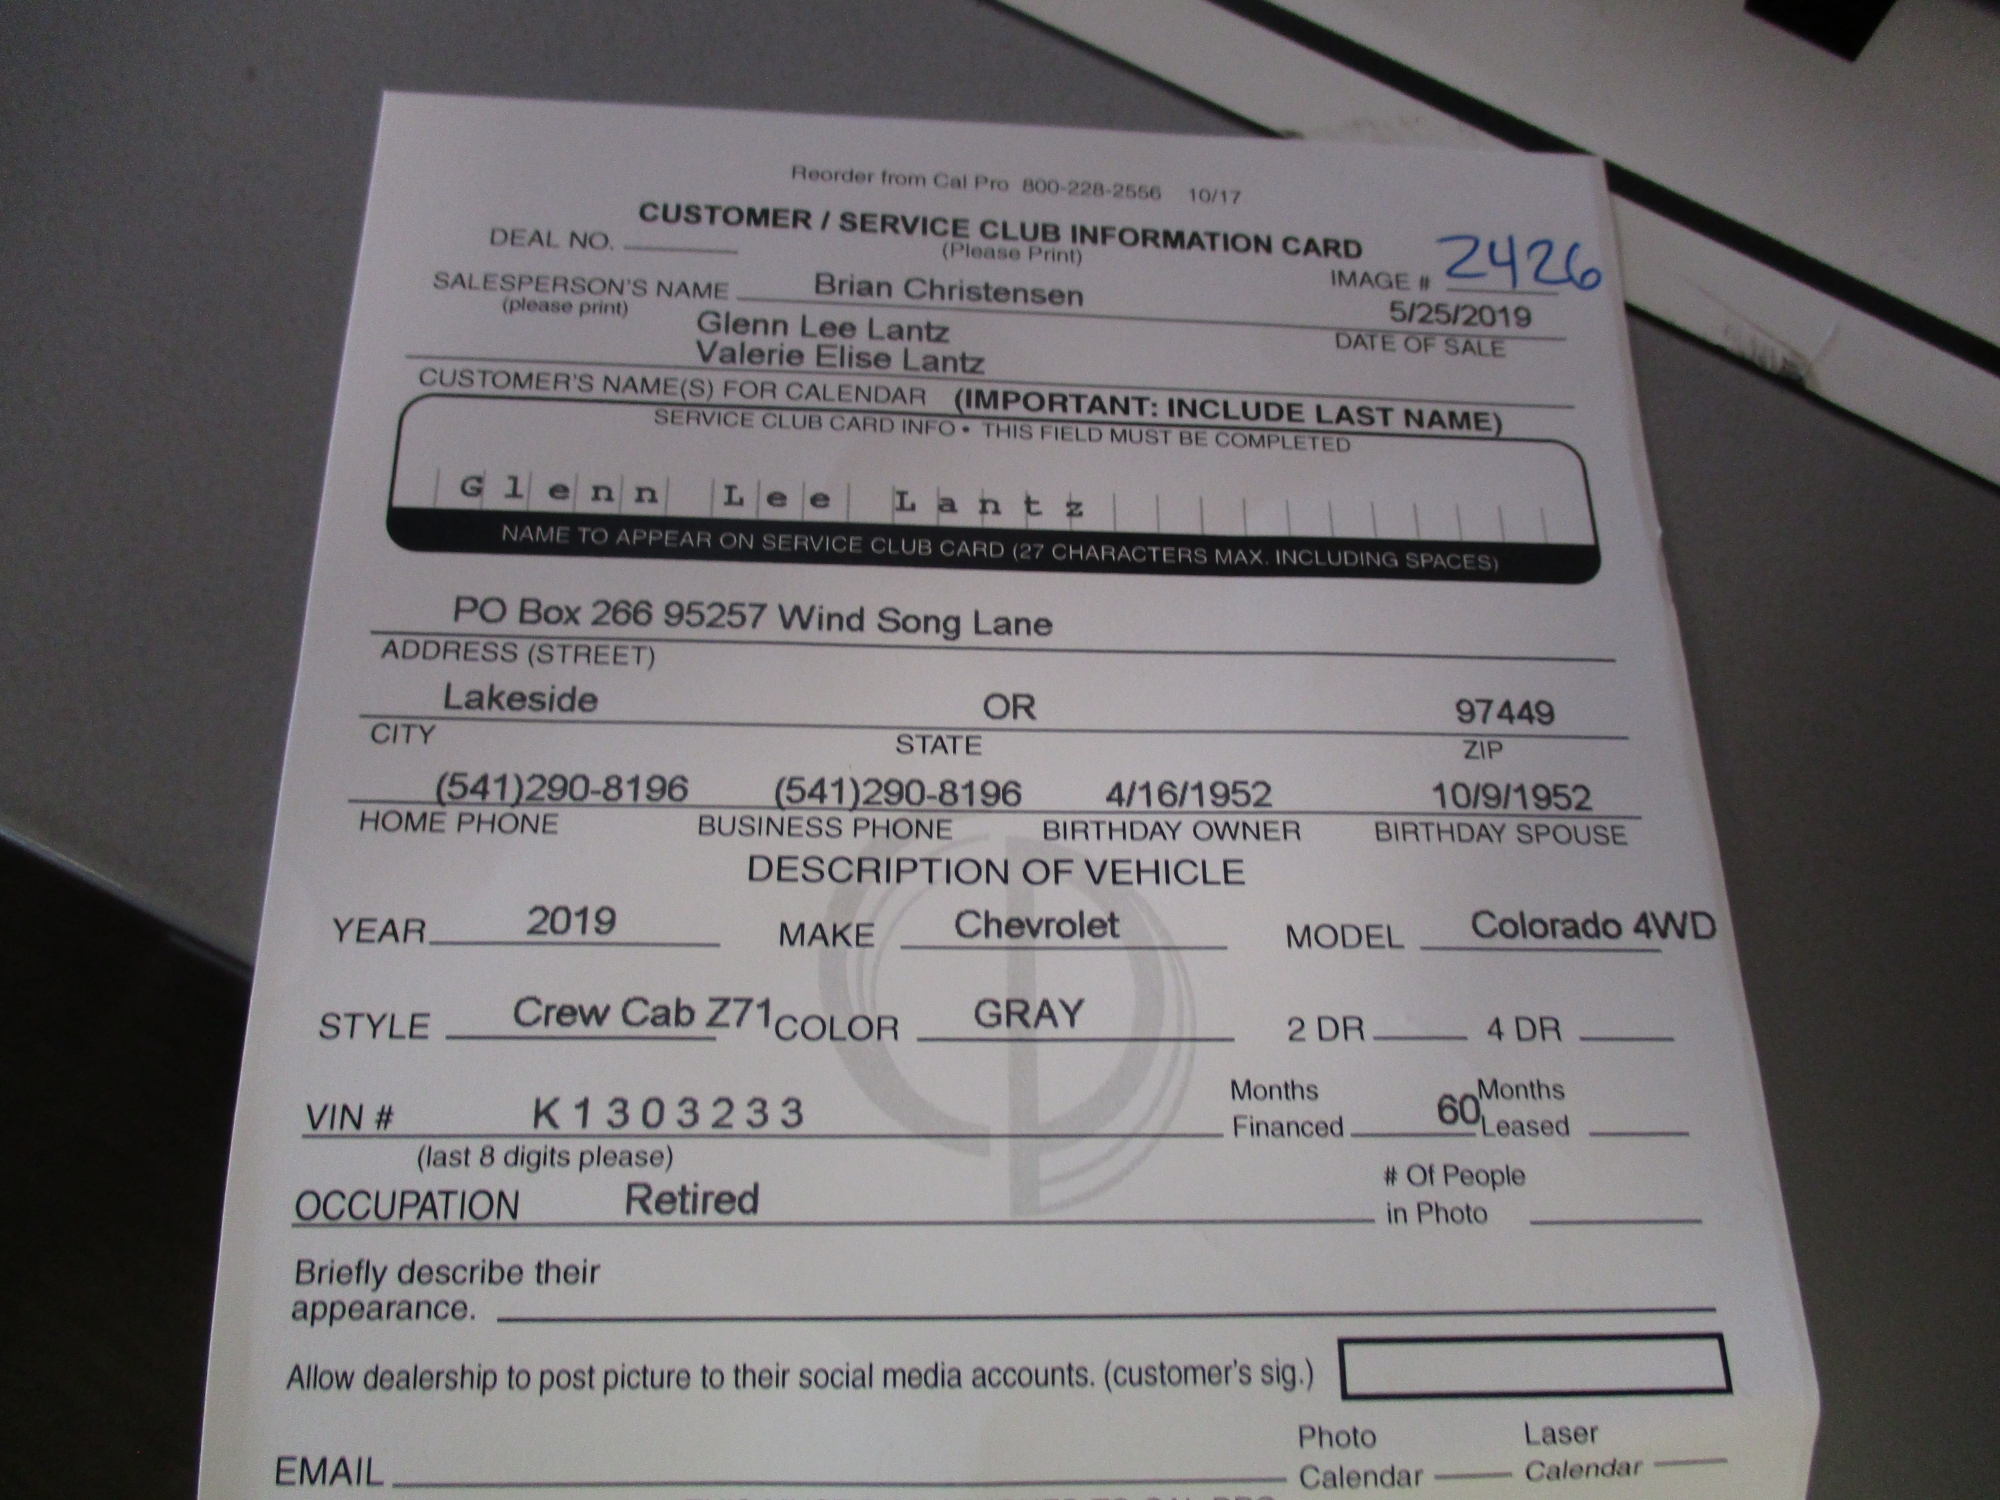 Reorder from Cal Pro 800-228-2556 10/17
CUSTOMER / SERVICE CLUB INFORMATION CARD
(Please Print)
DEAL NO.
IMAGE # 2426
SALESPERSON'S NAME Brian Christensen
(please print)
5/25/2019
DATE OF SALE
Glenn Lee Lantz
Valerie Elise Lantz
CUSTOMER'S NAME(S) FOR CALENDAR (IMPORTANT: INCLUDE LAST NAME)
SERVICE CLUB CARD INFO • THIS FIELD MUST BE COMPLETED
Glenn Lee Lantz
NAME TO APPEAR ON SERVICE CLUB CARD (27 CHARACTERS MAX. INCLUDING SPACES)
PO Box 266 95257 Wind Song Lane
ADDRESS (STREET)
Lakeside OR 97449
CITY STATE ZIP
(541)290-8196 (541)290-8196 4/16/1952 10/9/1952
HOME PHONE BUSINESS PHONE BIRTHDAY OWNER BIRTHDAY SPOUSE
DESCRIPTION OF VEHICLE
YEAR 2019 MAKE Chevrolet MODEL Colorado 4WD
STYLE Crew Cab Z71 COLOR GRAY 2 DR 4 DR
VIN # K1303233 Months Financed 60 Months Leased
(last 8 digits please)
OCCUPATION Retired # Of People in Photo
Briefly describe their
appearance.
Allow dealership to post picture to their social media accounts. (customer's sig.)
EMAIL Photo Calendar Laser Calendar